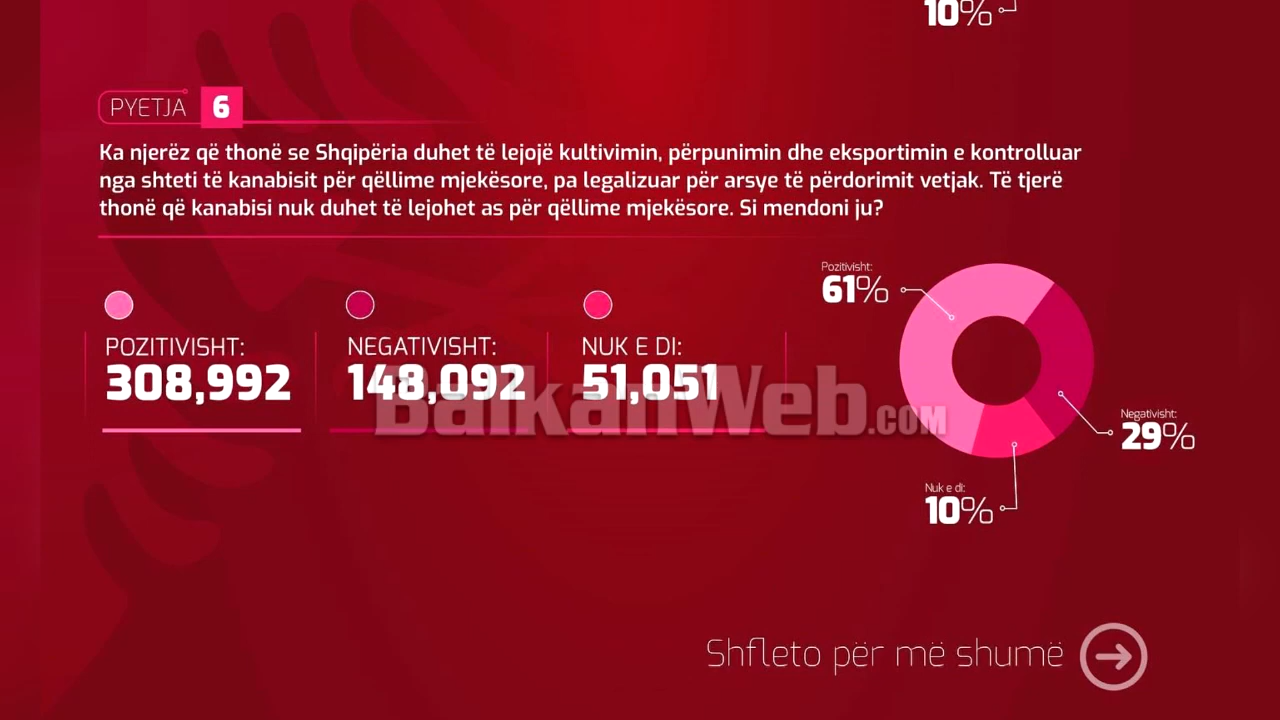 10%
PYETJA 6
Ka njerëz që thonë se Shqipëria duhet të lejojë kultivimin, përpunimin dhe eksportimin e kontrolluar
nga shteti të kanabisit për qëllime mjekësore, pa legalizuar për arsye të përdorimit vetjak. Të tjerë
thonë që kanabisi nuk duhet të lejohet as për qëllime mjekësore. Si mendoni ju?
POZITIVISHT:
308,992
NEGATIVISHT:
148,092
NUK E DI:
51,051
Pozitivisht:
61%
Negativisht:
29%
Nuk e di:
10%
BalkanWeb.COM
Shfleto për më shumë